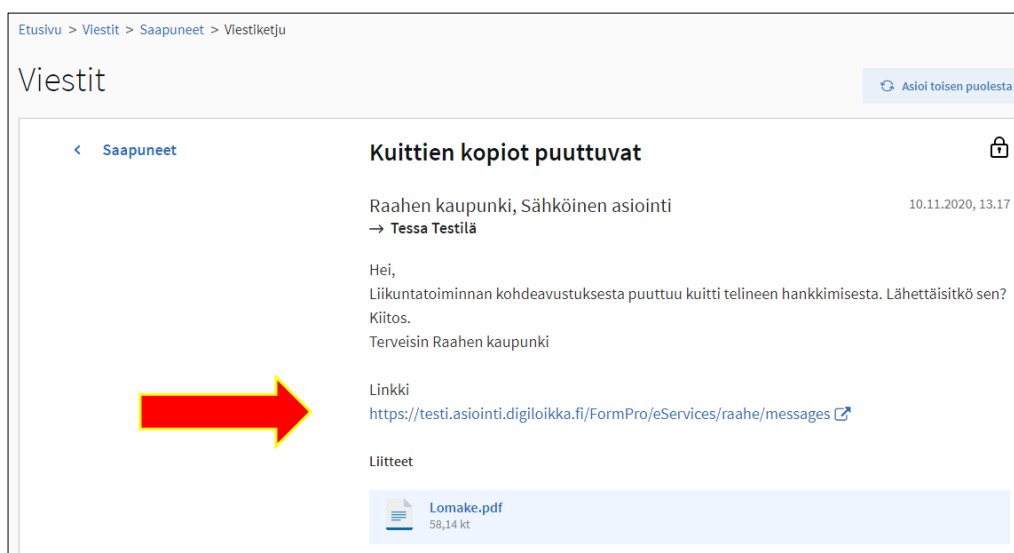 Etusivu > Viestit > Saapuneet > Viestiketju
Viestit
Asioi toisen puolesta
< Saapuneet
Kuittien kopiot puuttuvat
Raahen kaupunki, Sähköinen asiointi
10.11.2020, 13.17
→ Tessa Testilä
Hei,
Liikuntatoiminnan kohdeavustuksesta puuttuu kuitti telineen hankkimisesta. Lähettäisitkö sen?
Kiitos.
Terveisin Raahen kaupunki
Linkki
https://testi.asiointi.digiloikka.fi/FormPro/eServices/raahe/messages
Liitteet
Lomake.pdf
58,14 kt